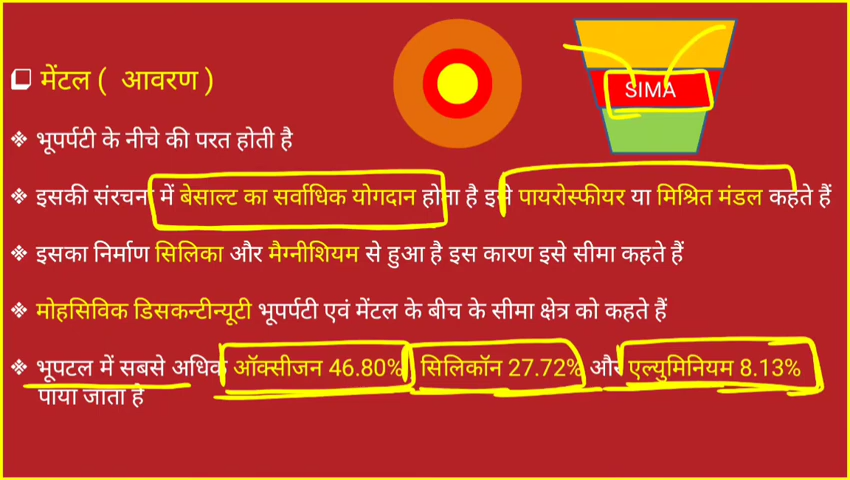 मेंटल ( आवरण )
SIMA
भूपर्पटी के नीचे की परत होती है
इसकी संरचना में बेसाल्ट का सर्वाधिक योगदान होता है इसे पायरोस्फीयर या मिश्रित मंडल कहते हैं
इसका निर्माण सिलिका और मैग्नीशियम से हुआ है इस कारण इसे सीमा कहते हैं
मोहसिविक डिसकन्टीन्यूटी भूपर्पटी एवं मेंटल के बीच के सीमा क्षेत्र को कहते हैं
भूपटल में सबसे अधिक ऑक्सीजन 46.80% सिलिकॉन 27.72% और एल्युमिनियम 8.13%
पाया जाता है